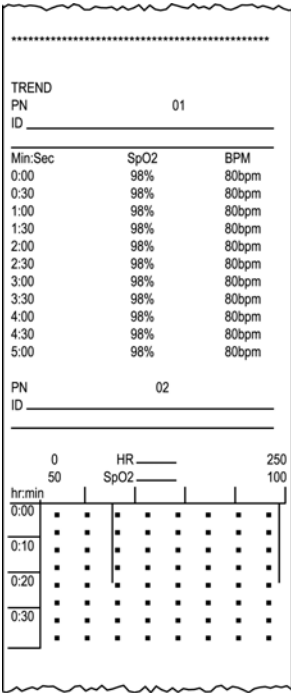 **********************************************
TREND
PN 01
ID
Min:Sec SpO2 BPM
0:00 98% 80bpm
0:30 98% 80bpm
1:00 98% 80bpm
1:30 98% 80bpm
2:00 98% 80bpm
2:30 98% 80bpm
3:00 98% 80bpm
3:30 98% 80bpm
4:00 98% 80bpm
4:30 98% 80bpm
5:00 98% 80bpm
PN 02
ID
0 HR 250
50 SpO2 100
hr:min
0:00
0:10
0:20
0:30